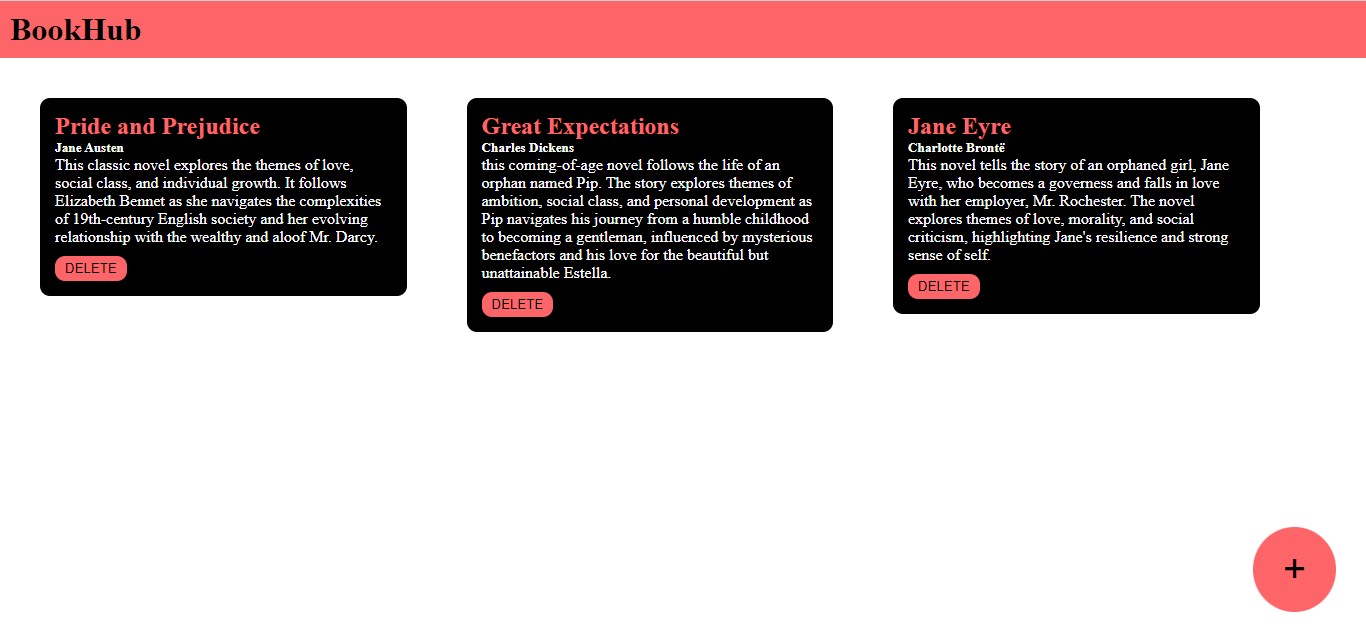 BookHub
Pride and Prejudice
Jane Austen
This classic novel explores the themes of love,
social class, and individual growth. It follows
Elizabeth Bennet as she navigates the complexities
of 19th-century English society and her evolving
relationship with the wealthy and aloof Mr. Darcy.
DELETE
Great Expectations
Charles Dickens
this coming-of-age novel follows the life of an
orphan named Pip. The story explores themes of
ambition, social class, and personal development as
Pip navigates his journey from a humble childhood
to becoming a gentleman, influenced by mysterious
benefactors and his love for the beautiful but
unattainable Estella.
DELETE
Jane Eyre
Charlotte Brontë
This novel tells the story of an orphaned girl, Jane
Eyre, who becomes a governess and falls in love
with her employer, Mr. Rochester. The novel
explores themes of love, morality, and social
criticism, highlighting Jane's resilience and strong
sense of self.
DELETE
+